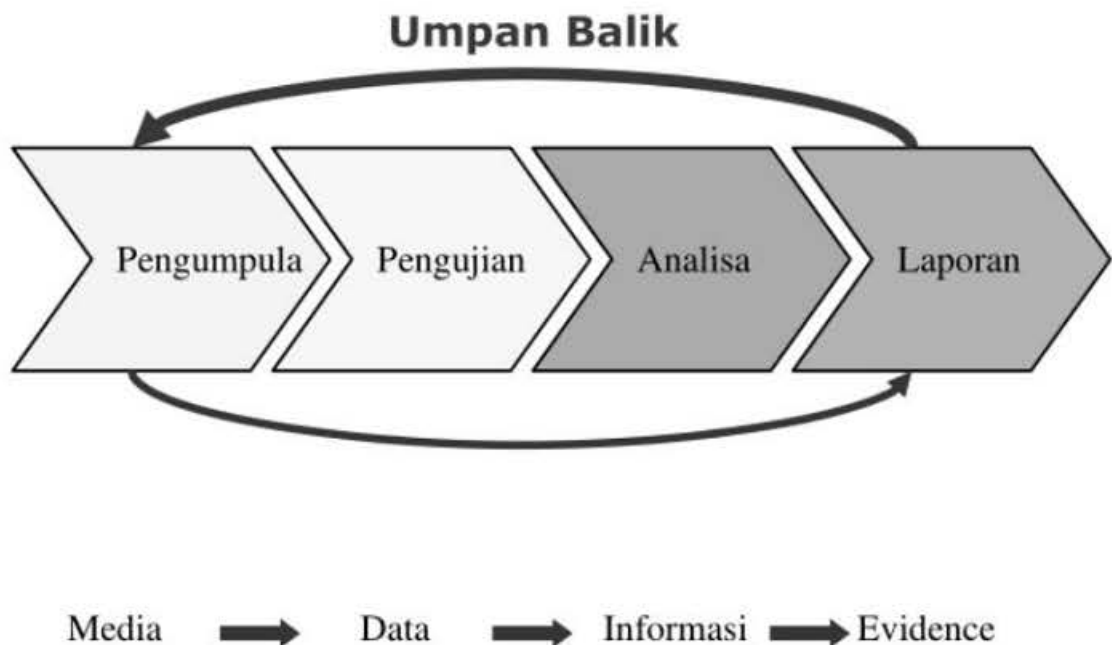 Umpan Balik
Pengumpula Pengujian Analisa Laporan
Media Data Informasi Evidence